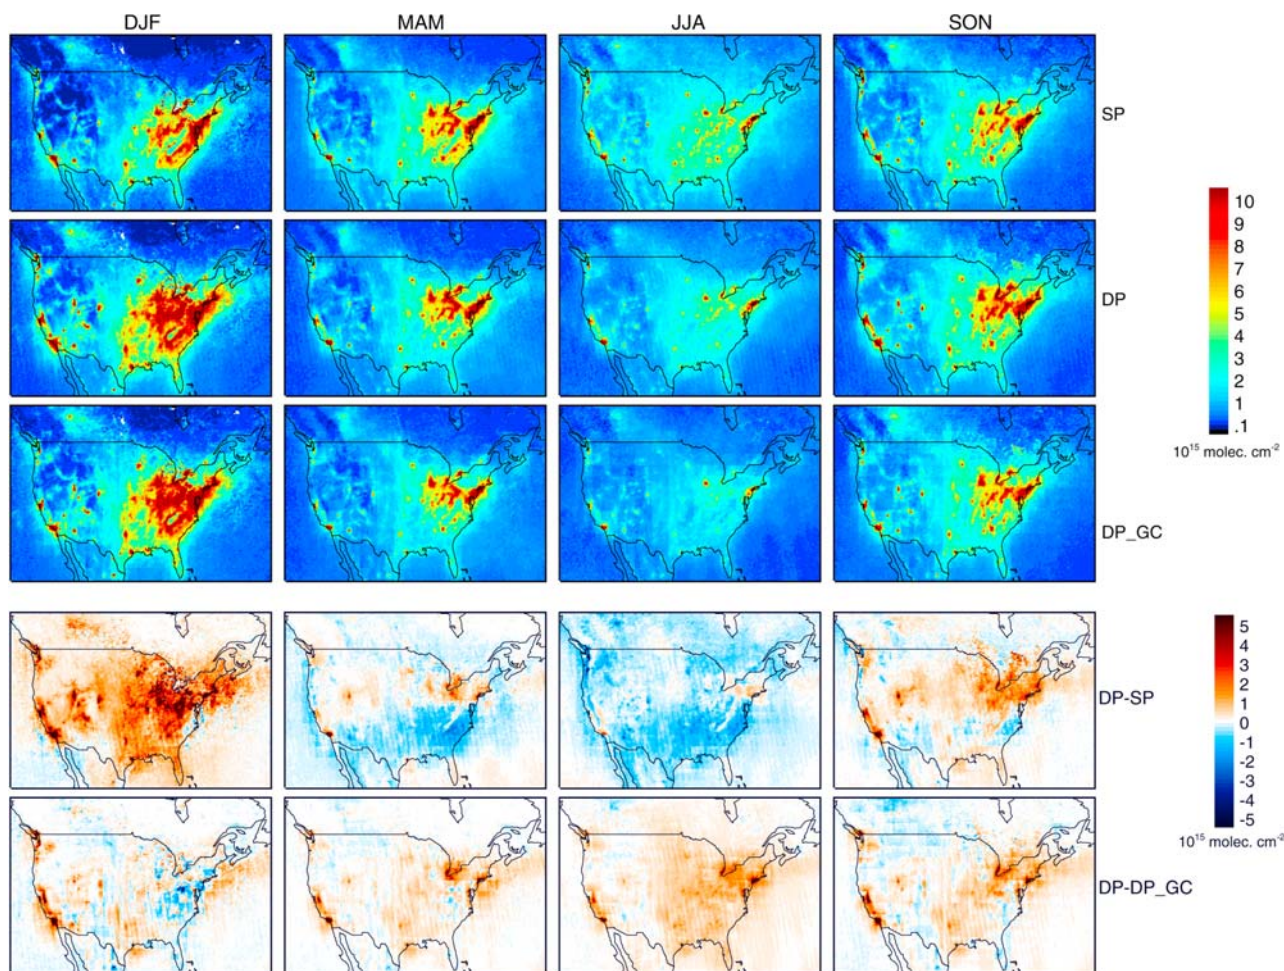 DJF MAM JJA SON
SP
DP
DP_GC
10
9
8
7
6
5
4
3
2
1
.1
10¹⁵ molec. cm⁻²
DP-SP
DP-DP_GC
5
4
3
2
1
0
-1
-2
-3
-4
-5
10¹⁵ molec. cm⁻²